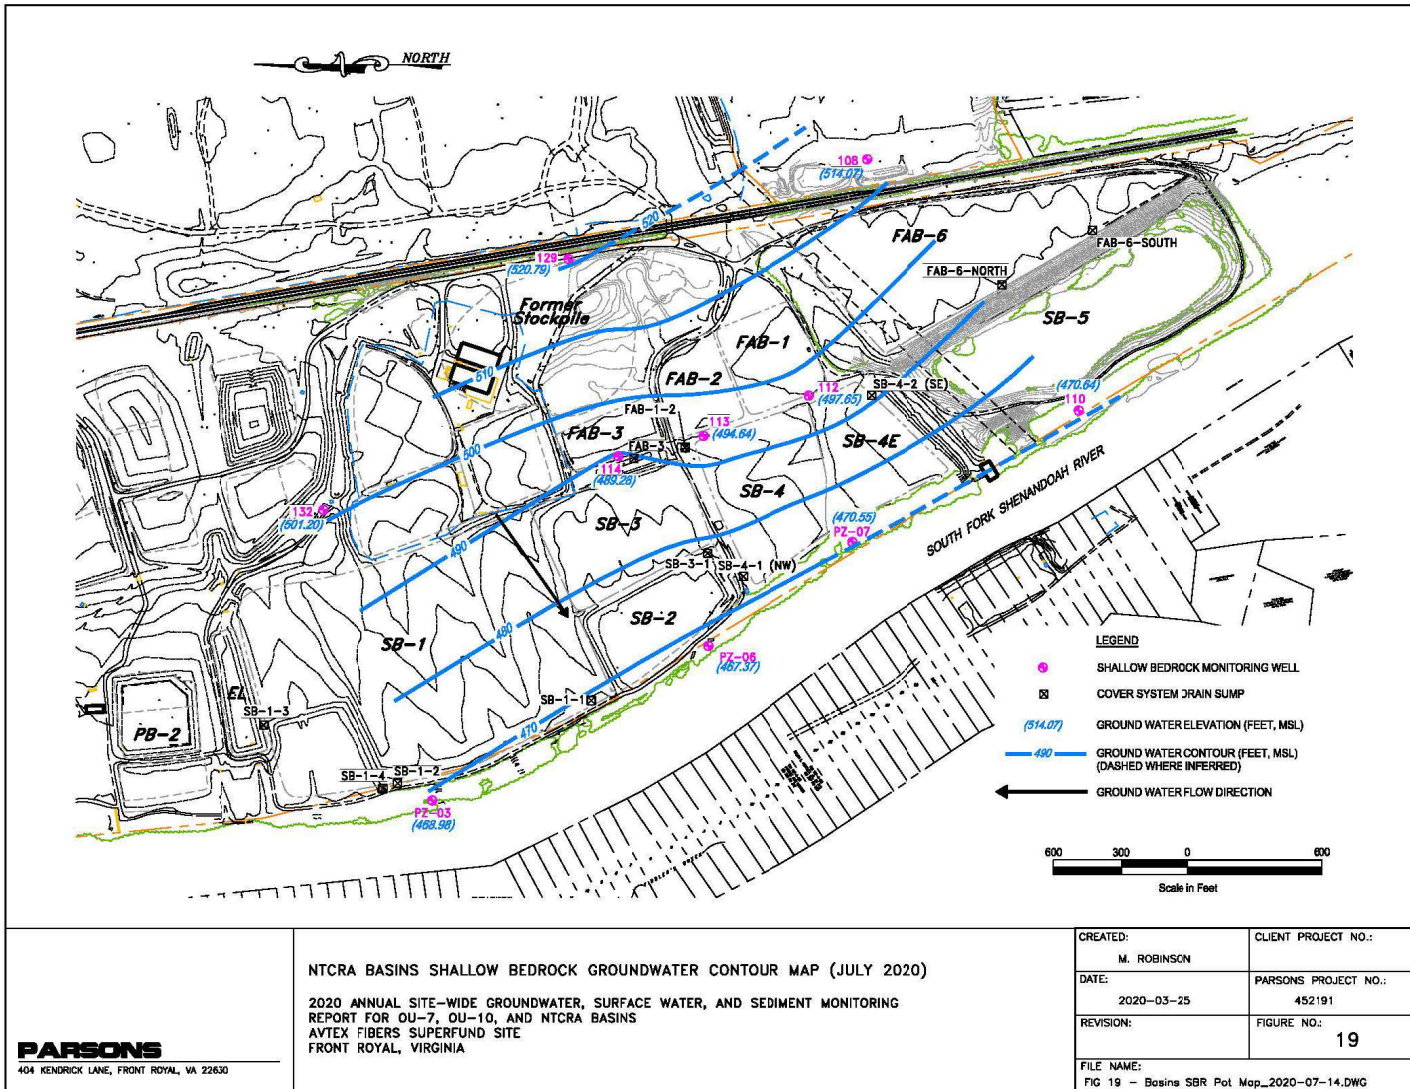 NORTH
108
(514.07)
520
129
(520.79)
FAB-6
FAB-6-SOUTH
FAB-6-NORTH
SB-5
Former
Stockpile
FAB-1
510
FAB-2
112
(497.65)
SB-4-2 (SE)
(470.64)
110
FAB-1-2
113
(494.64)
FAB-3
FAB-3
SB-4E
500
114
(489.28)
SB-4
132
(501.20)
SB-3
490
(470.55)
PZ-07
SOUTH FORK SHENANDOAH RIVER
SB-3-1
SB-4-1 (NW)
SB-2
480
SB-1
PZ-06
(467.37)
SB-1-1
SB-1-3
PB-2
470
SB-1-4
SB-1-2
PZ-03
(468.98)
LEGEND
SHALLOW BEDROCK MONITORING WELL
COVER SYSTEM DRAIN SUMP
(514.07) GROUND WATER ELEVATION (FEET, MSL)
490 GROUND WATER CONTOUR (FEET, MSL)
(DASHED WHERE INFERRED)
GROUND WATER FLOW DIRECTION
600 300 0 600
Scale in Feet
PARSONS
404 KENDRICK LANE, FRONT ROYAL, VA 22630
NTCRA BASINS SHALLOW BEDROCK GROUNDWATER CONTOUR MAP (JULY 2020)
2020 ANNUAL SITE-WIDE GROUNDWATER, SURFACE WATER, AND SEDIMENT MONITORING
REPORT FOR OU-7, OU-10, AND NTCRA BASINS
AVTEX FIBERS SUPERFUND SITE
FRONT ROYAL, VIRGINIA
CREATED:
M. ROBINSON
CLIENT PROJECT NO.:
DATE:
2020-03-25
PARSONS PROJECT NO.:
452191
REVISION:
FIGURE NO.:
19
FILE NAME:
FIG 19 - Basins SBR Pot Map_2020-07-14.DWG